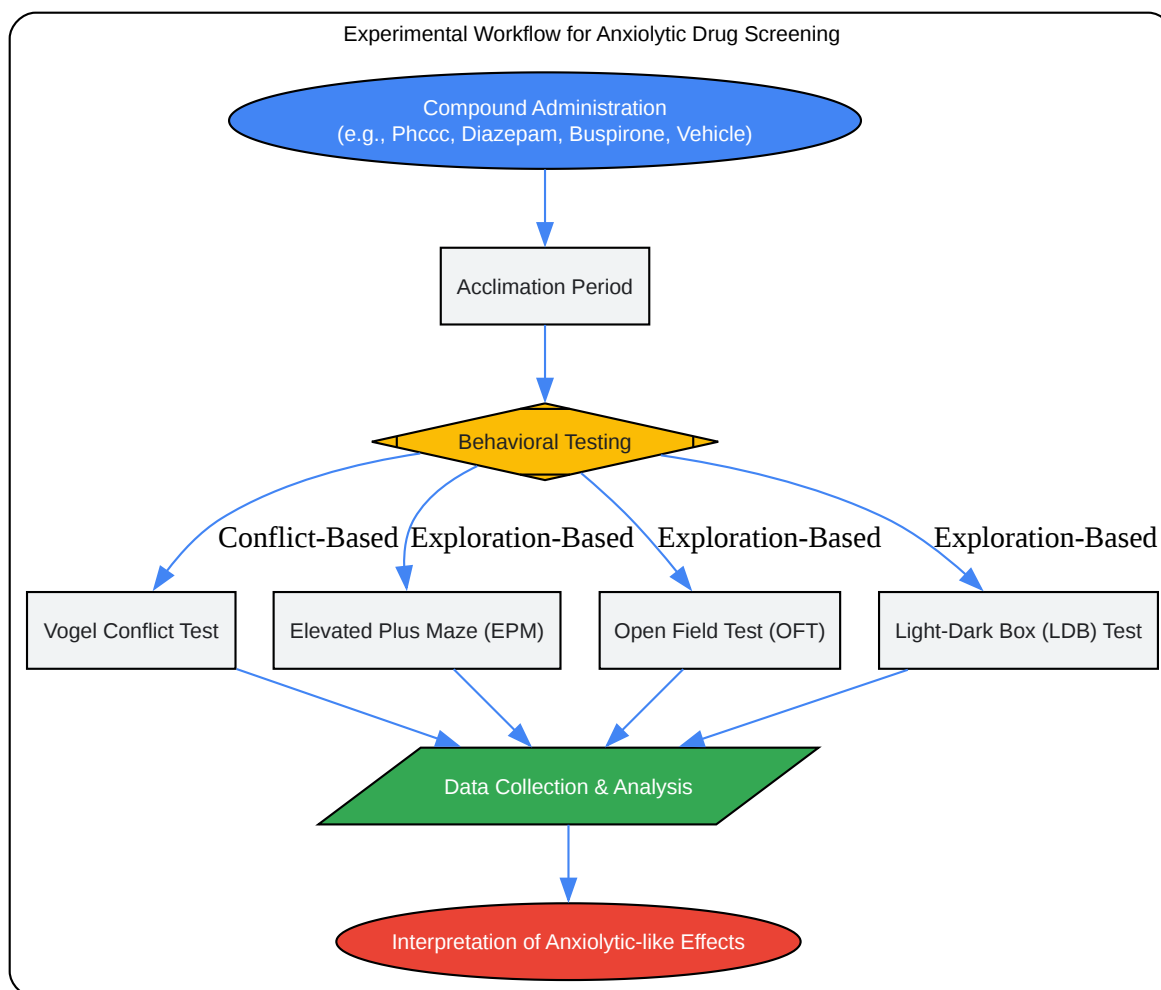 Experimental Workflow for Anxiolytic Drug Screening
Compound Administration
(e.g., Phccc, Diazepam, Buspirone, Vehicle)
Acclimation Period
Behavioral Testing
Conflict-Based
Exploration-Based
Exploration-Based
Exploration-Based
Vogel Conflict Test
Elevated Plus Maze (EPM)
Open Field Test (OFT)
Light-Dark Box (LDB) Test
Data Collection & Analysis
Interpretation of Anxiolytic-like Effects